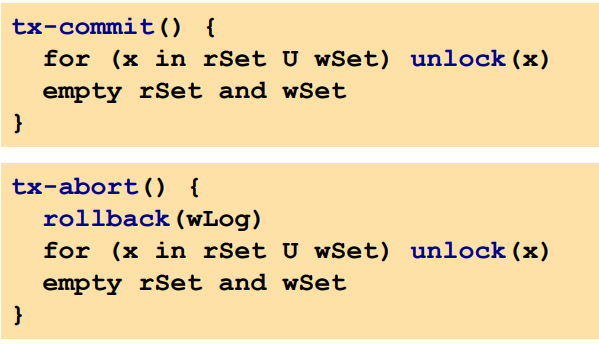 tx-commit() {
  for (x in rSet U wSet) unlock(x)
  empty rSet and wSet
}
tx-abort() {
  rollback(wLog)
  for (x in rSet U wSet) unlock(x)
  empty rSet and wSet
}